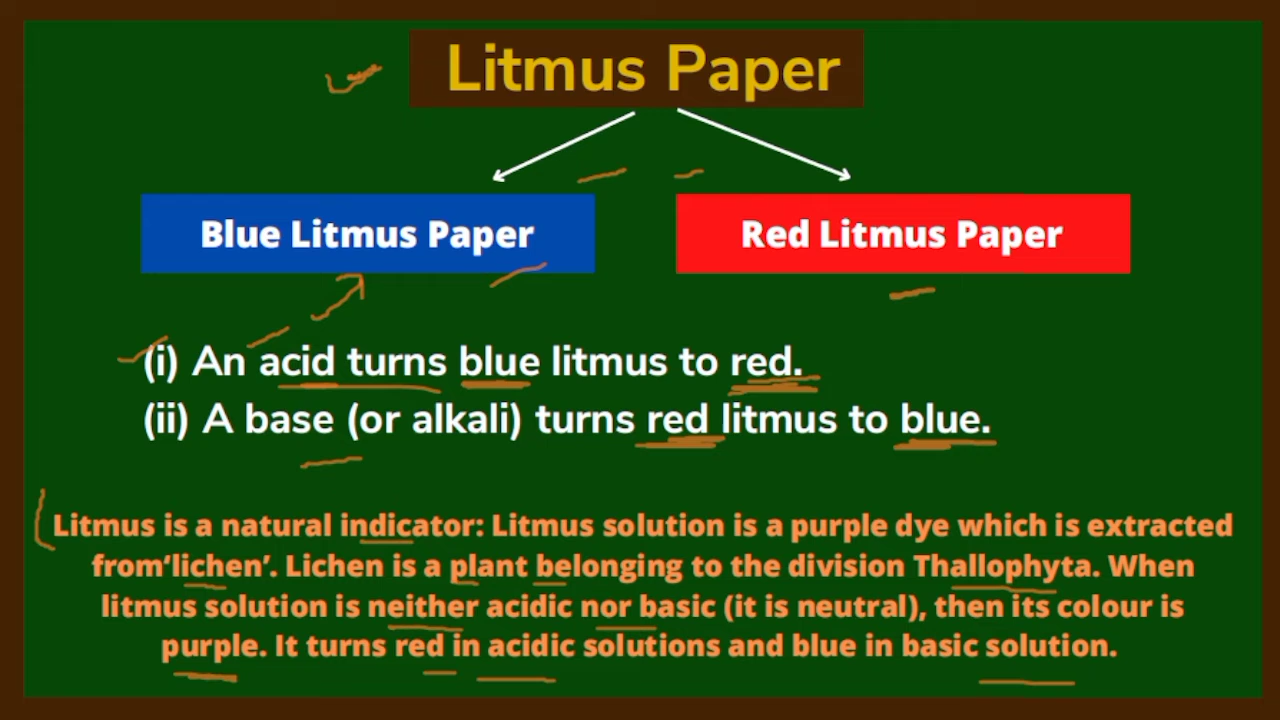 Litmus Paper
Blue Litmus Paper
Red Litmus Paper
(i) An acid turns blue litmus to red.
(ii) A base (or alkali) turns red litmus to blue.
Litmus is a natural indicator: Litmus solution is a purple dye which is extracted
from‘lichen’. Lichen is a plant belonging to the division Thallophyta. When
litmus solution is neither acidic nor basic (it is neutral), then its colour is
purple. It turns red in acidic solutions and blue in basic solution.